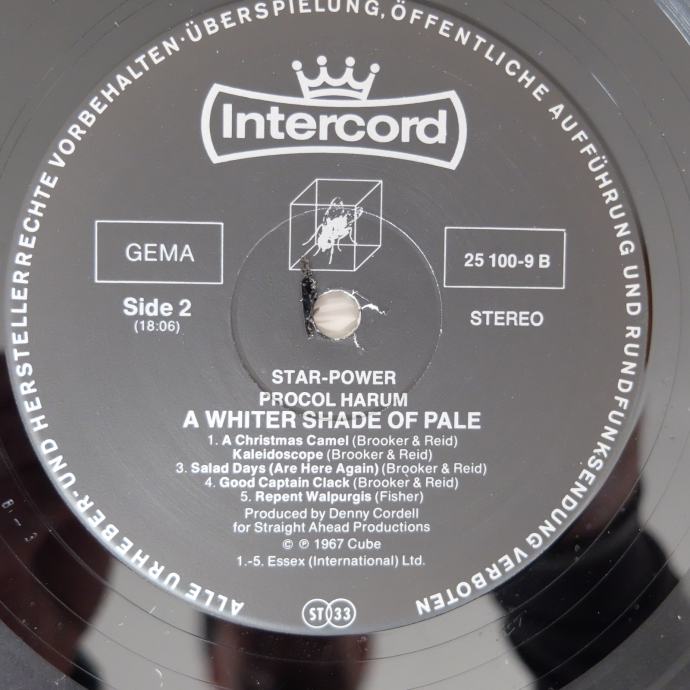 ALLE URHEBER- UND HERSTELLERRECHTE VORBEHALTEN · ÜBERSPIELUNG, ÖFFENTLICHE AUFFÜHRUNG UND RUNDFUNKSENDUNG VERBOTEN
Intercord
GEMA
25 100-9 B
Side 2
(18:06)
STEREO
STAR-POWER
PROCOL HARUM
A WHITER SHADE OF PALE
1. A Christmas Camel (Brooker & Reid)
Kaleidoscope (Brooker & Reid)
3. Salad Days (Are Here Again) (Brooker & Reid)
4. Good Captain Clack (Brooker & Reid)
5. Repent Walpurgis (Fisher)
Produced by Denny Cordell
for Straight Ahead Productions
© ℗ 1967 Cube
1.-5. Essex (International) Ltd.
ST 33